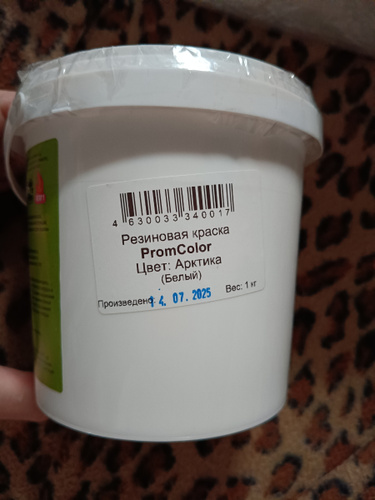 4 630033 340017
Резиновая краска
PromColor
Цвет: Арктика
(Белый)
Произведено: 14. 07. 2025 Вес: 1 кг